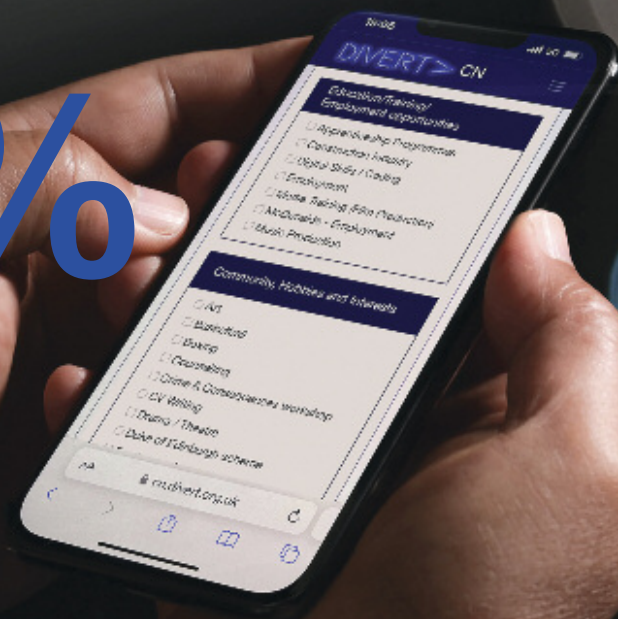 %
DIVERT> CN
Education/Training/
Employment opportunities
Apprenticeship Programmes
Construction Industry
Digital Skills / Coding
Employment
Movie Training (Film Production)
McDonalds - Employment
Music Production
Community, Hobbies and Interests
Art
Boxing
Counselling
Crime & Consequences workshop
CV Writing
Drama / Theatre
Duke of Edinburgh scheme
AA
cn.divert.org.uk